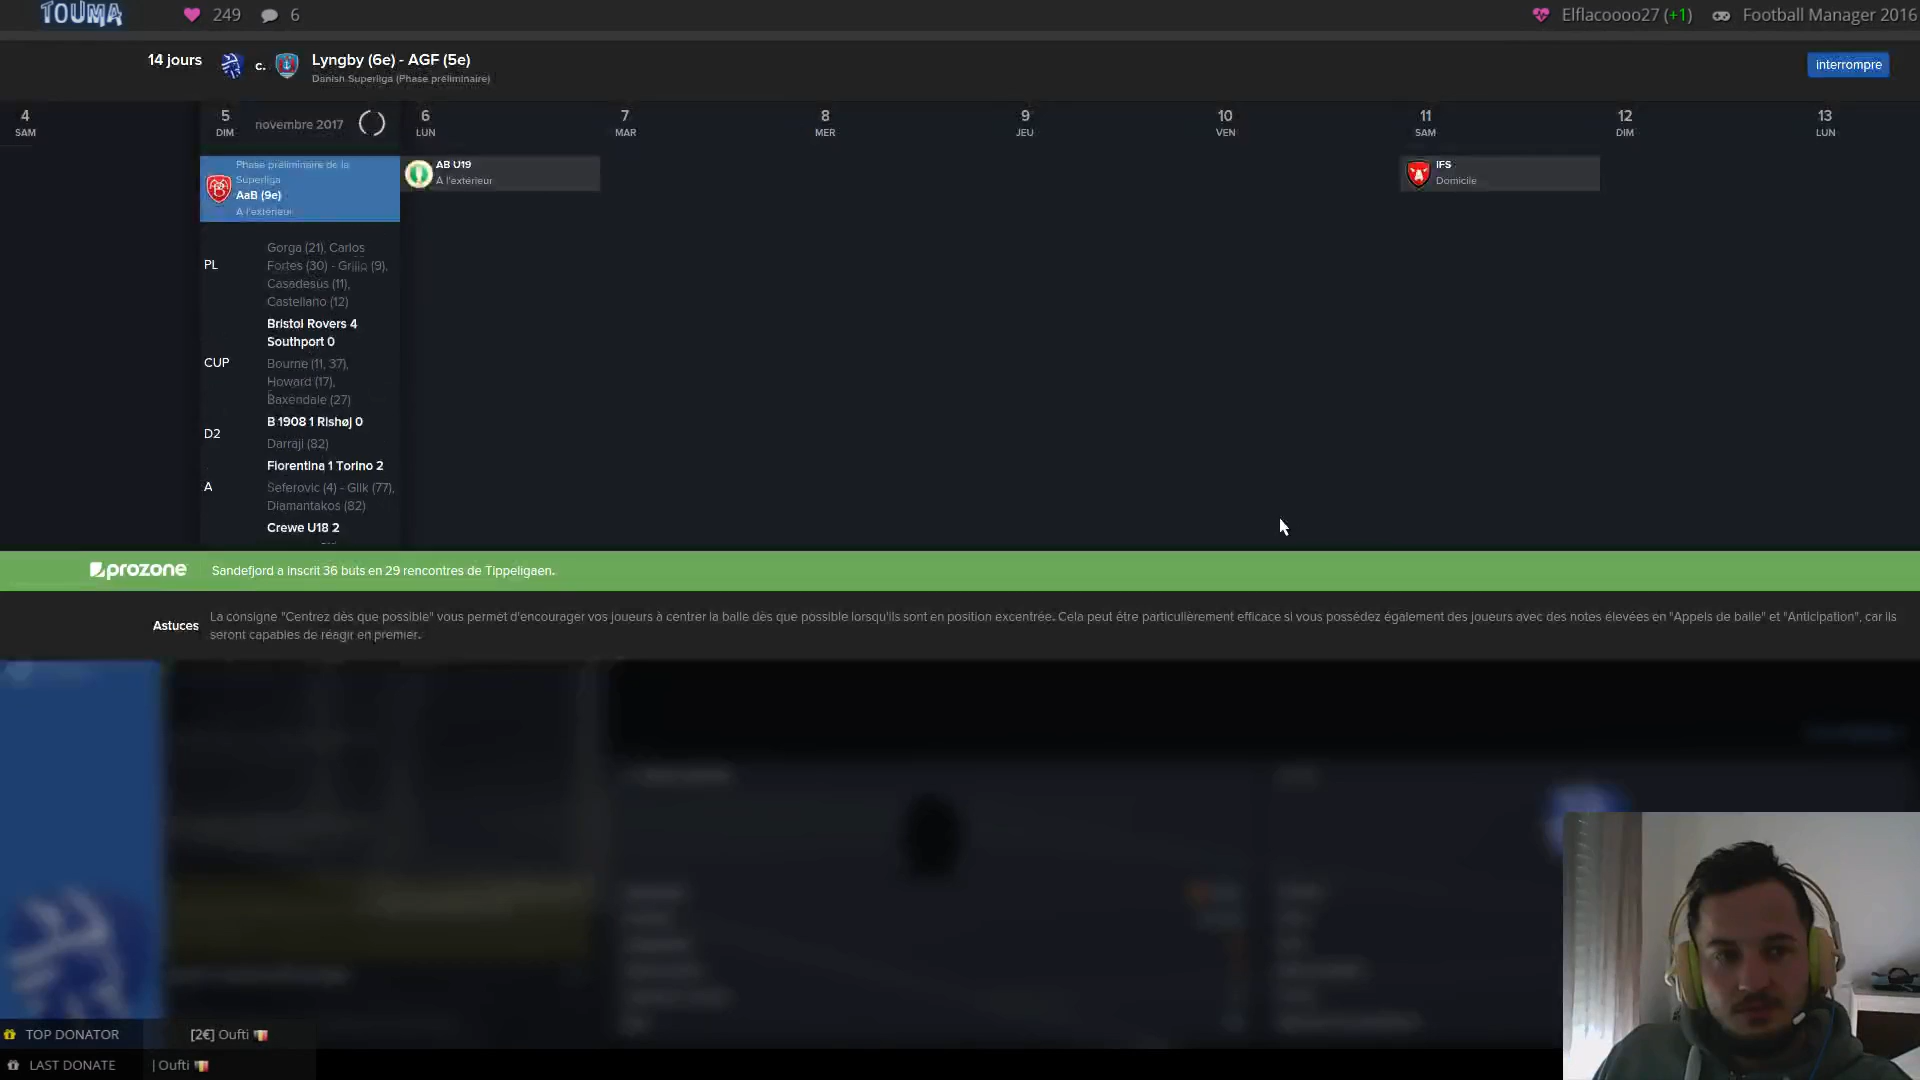 TOUMA
249
6
Elflacoooo27 (+1)
Football Manager 2016
14 jours
c.
Lyngby (6e) - AGF (5e)
Danish Superliga (Phase préliminaire)
interrompre
4
SAM
5
DIM
novembre 2017
6
LUN
7
MAR
8
MER
9
JEU
10
VEN
11
SAM
12
DIM
13
LUN
Phase préliminaire de la
Superliga
AaB (9e)
A l'extérieur
AB U19
A l'extérieur
IFS
Domicile
PL
Gorga (21), Carlos
Fortes (30) - Grillo (9),
Casadesús (11),
Castellano (12)
Bristol Rovers 4
Southport 0
CUP
Bourne (11, 37),
Howard (17),
Baxendale (27)
B 1908 1 Rishøj 0
D2
Darraji (82)
Fiorentina 1 Torino 2
A
Seferovic (4) - Glik (77),
Diamantakos (82)
Crewe U18 2
prozone
Sandefjord a inscrit 36 buts en 29 rencontres de Tippeligaen.
Astuces
La consigne "Centrez dès que possible" vous permet d'encourager vos joueurs à centrer la balle dès que possible lorsqu'ils sont en position excentrée. Cela peut être particulièrement efficace si vous possédez également des joueurs avec des notes élevées en "Appels de balle" et "Anticipation", car ils
seront capables de réagir en premier.
TOP DONATOR
[2€] Oufti
LAST DONATE
| Oufti